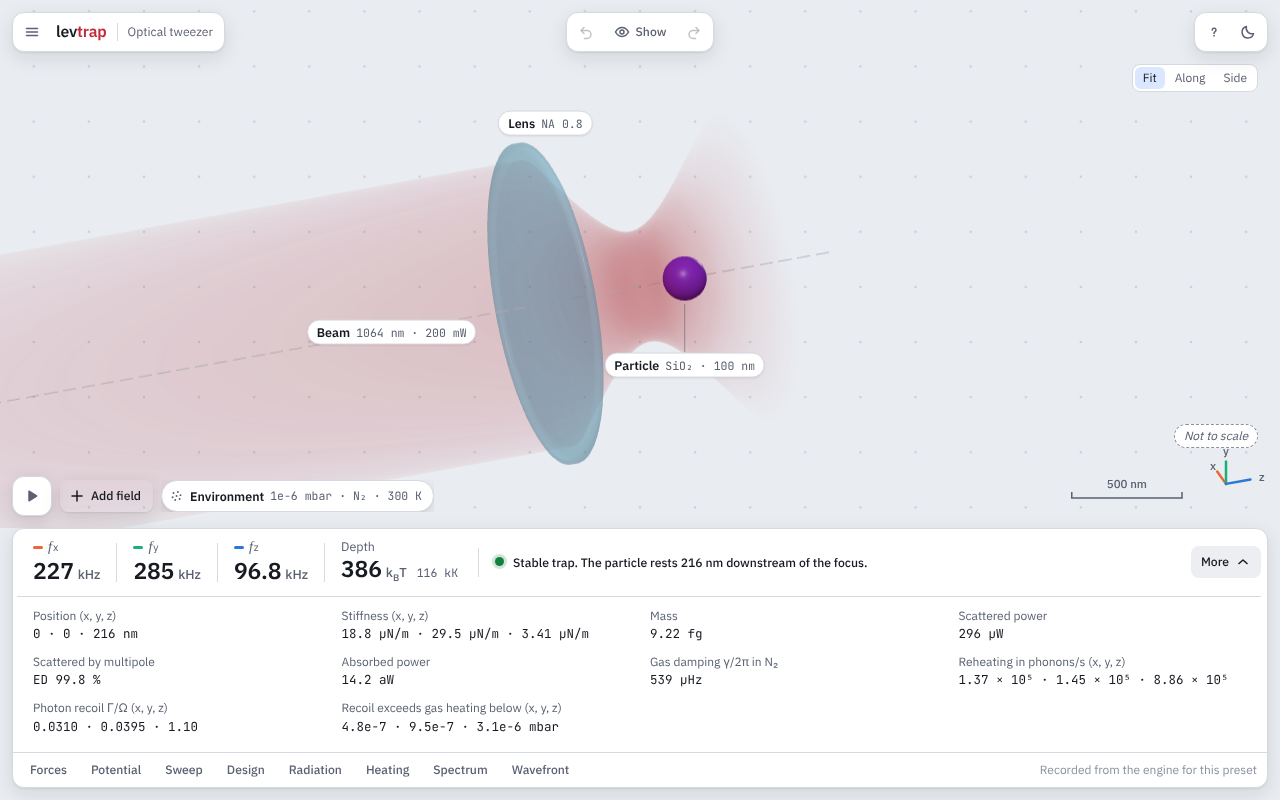 levtrap Optical tweezer
Show
?
Fit Along Side
Lens NA 0.8
Beam 1064 nm · 200 mW
Particle SiO₂ · 100 nm
Not to scale
y
x
z
500 nm
Add field
Environment 1e-6 mbar · N₂ · 300 K
fx fy fz Depth
227 kHz 285 kHz 96.8 kHz 386 kBT 116 kK
Stable trap. The particle rests 216 nm downstream of the focus.
More
Position (x, y, z) Stiffness (x, y, z) Mass Scattered power
0 · 0 · 216 nm 18.8 µN/m · 29.5 µN/m · 3.41 µN/m 9.22 fg 296 µW
Scattered by multipole Absorbed power Gas damping γ/2π in N₂ Reheating in phonons/s (x, y, z)
ED 99.8 % 14.2 aW 539 µHz 1.37 × 10⁵ · 1.45 × 10⁵ · 8.86 × 10⁵
Photon recoil Γ/Ω (x, y, z) Recoil exceeds gas heating below (x, y, z)
0.0310 · 0.0395 · 1.10 4.8e-7 · 9.5e-7 · 3.1e-6 mbar
Forces Potential Sweep Design Radiation Heating Spectrum Wavefront
Recorded from the engine for this preset